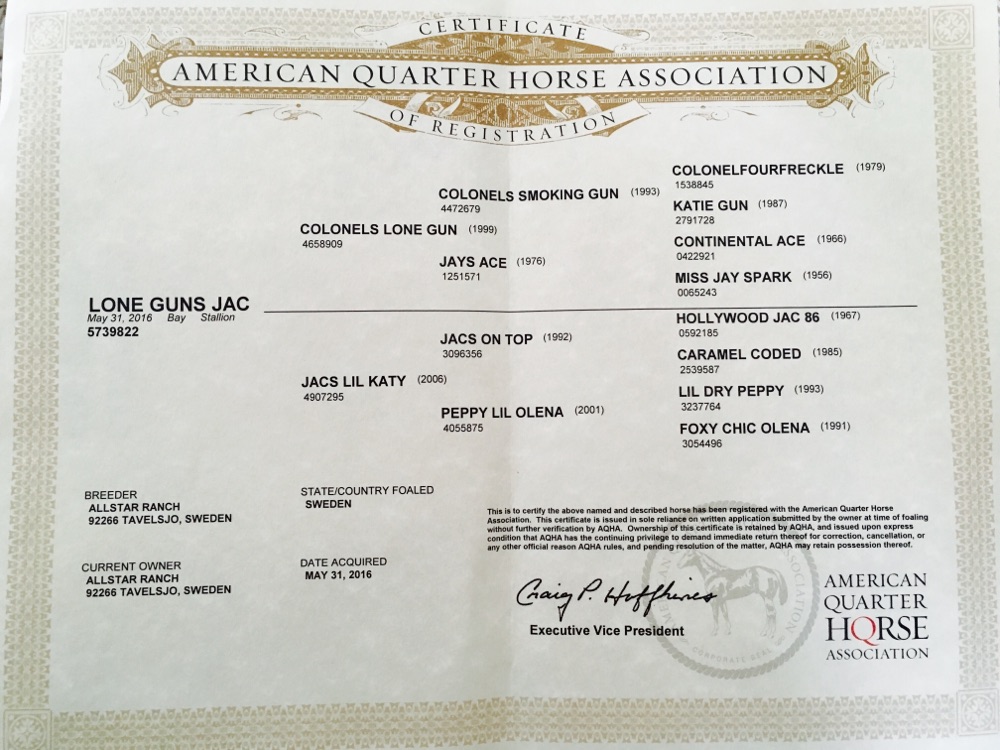 CERTIFICATE
AMERICAN QUARTER HORSE ASSOCIATION
OF REGISTRATION
COLONELFOURFRECKLE (1979)
1538845
COLONELS SMOKING GUN (1993)
4472679
KATIE GUN (1987)
2791728
COLONELS LONE GUN (1999)
4658909
CONTINENTAL ACE (1966)
0422921
JAYS ACE (1976)
1251571
MISS JAY SPARK (1956)
0065243
LONE GUNS JAC
May 31, 2016 Bay Stallion
5739822
HOLLYWOOD JAC 86 (1967)
0592185
JACS ON TOP (1992)
3096356
CARAMEL CODED (1985)
2539587
JACS LIL KATY (2006)
4907295
LIL DRY PEPPY (1993)
3237764
PEPPY LIL OLENA (2001)
4055875
FOXY CHIC OLENA (1991)
3054496
BREEDER
ALLSTAR RANCH
92266 TAVELSJO, SWEDEN
STATE/COUNTRY FOALED
SWEDEN
CURRENT OWNER
ALLSTAR RANCH
92266 TAVELSJO, SWEDEN
DATE ACQUIRED
MAY 31, 2016
This is to certify the above named and described horse has been registered with the American Quarter Horse
Association. This certificate is issued in sole reliance on written application submitted by the owner at time of foaling
without further verification by AQHA. Ownership of this certificate is retained by AQHA, and issued upon express
condition that AQHA has the continuing privilege to demand immediate return thereof for correction, cancellation, or
any other official reason AQHA rules, and pending resolution of the matter, AQHA may retain possession thereof.
Craig P. Huffhines
Executive Vice President
CORPORATE SEAL
AMERICAN
QUARTER
HORSE
ASSOCIATION